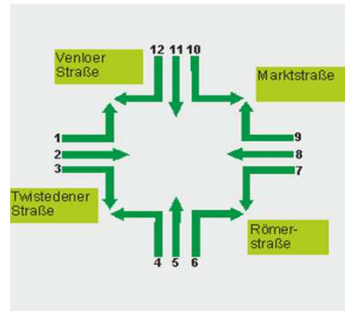 12 11 10
Venloer
Straße
Marktstraße
1
2
3
9
8
7
Twistedener
Straße
4 5 6
Römer-
straße